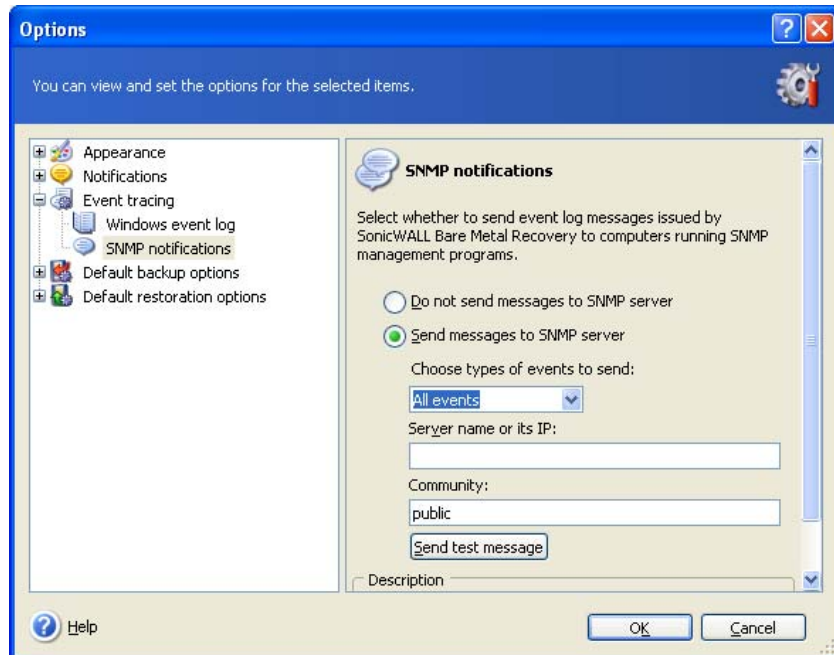 Options
You can view and set the options for the selected items.
Appearance
Notifications
Event tracing
Windows event log
SNMP notifications
Default backup options
Default restoration options
SNMP notifications
Select whether to send event log messages issued by
SonicWALL Bare Metal Recovery to computers running SNMP
management programs.
Do not send messages to SNMP server
Send messages to SNMP server
Choose types of events to send:
All events
Server name or its IP:
Community:
public
Send test message
Description
Help
OK
Cancel